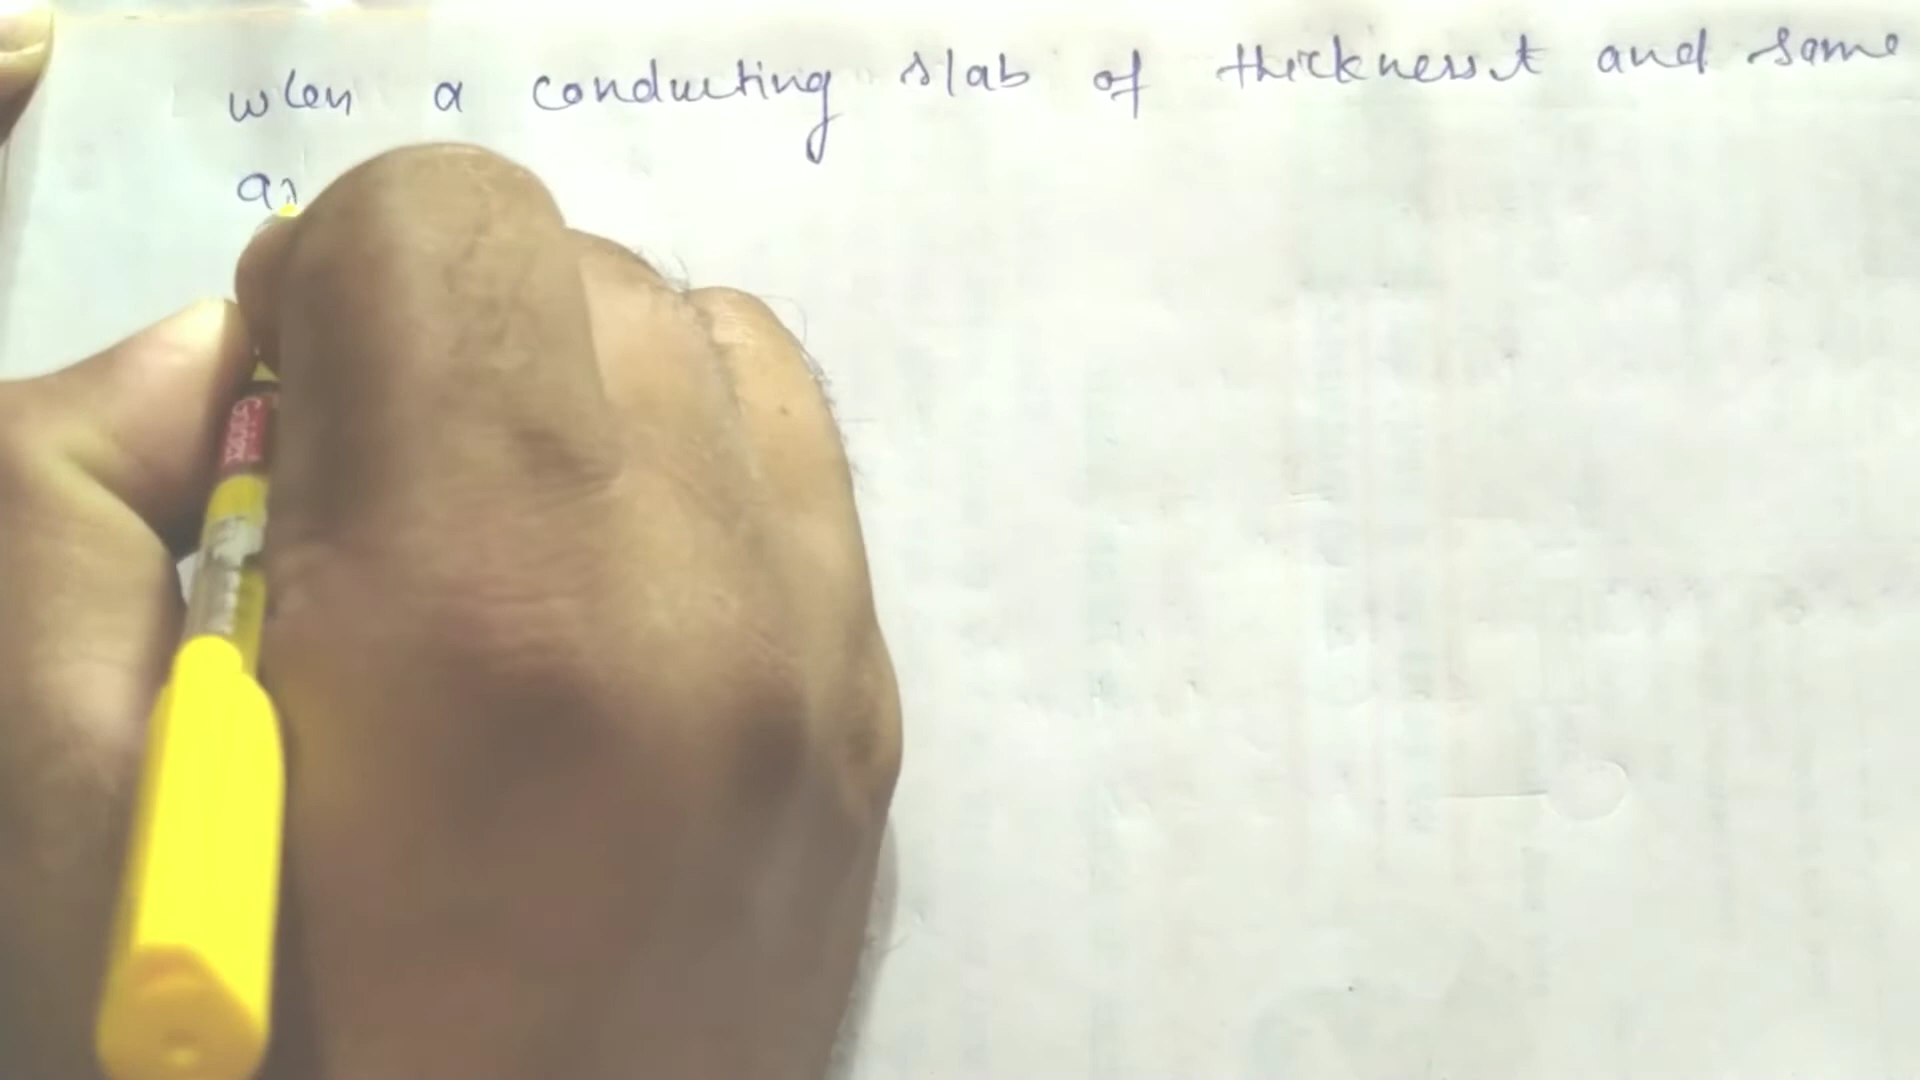 when a conducting slab of thickness t and same